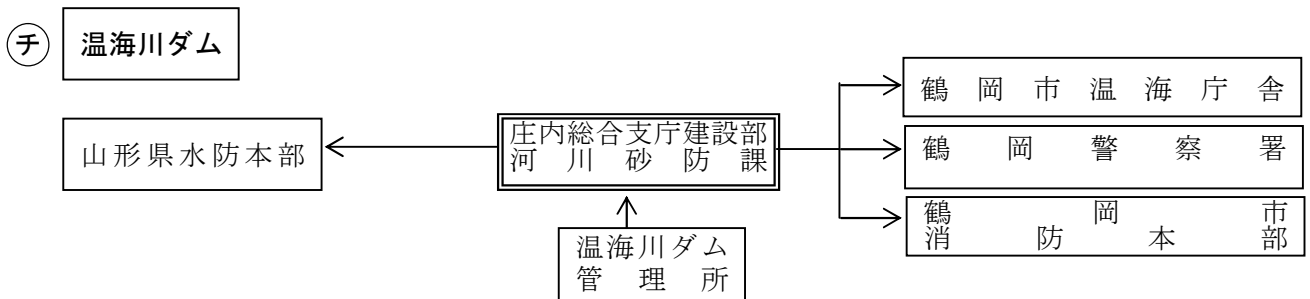 チ 温海川ダム
山形県水防本部
庄内総合支庁建設部
河川砂防課
温海川ダム
管理所
鶴岡市温海庁舎
鶴岡警察署
鶴岡市
消防本部